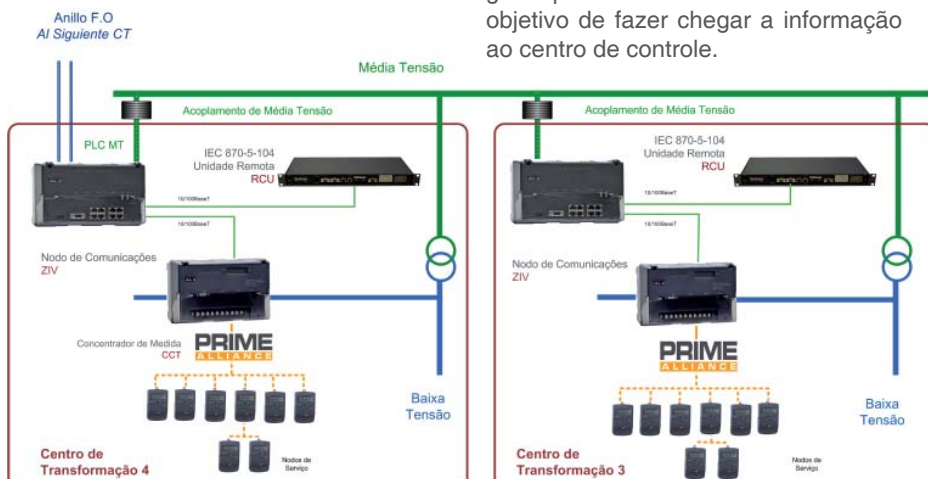 objetivo de fazer chegar a informação
ao centro de controle.
Anillo F.O
Al Siguiente CT
Média Tensão
Acoplamento de Média Tensão
PLC MT
IEC 870-5-104
Unidade Remota
RCU
10/100BaseT
10/100BaseT
Nodo de Comunicações
ZIV
Concentrador de Medida
CCT
PRIME
ALLIANCE
Baixa
Tensão
Nodos de
Serviço
Centro de
Transformação 4
Acoplamento de Média Tensão
IEC 870-5-104
Unidade Remota
RCU
10/100BaseT
10/100BaseT
Nodo de Comunicações
ZIV
PRIME
ALLIANCE
Baixa
Tensão
Nodos de
Serviço
Centro de
Transformação 3